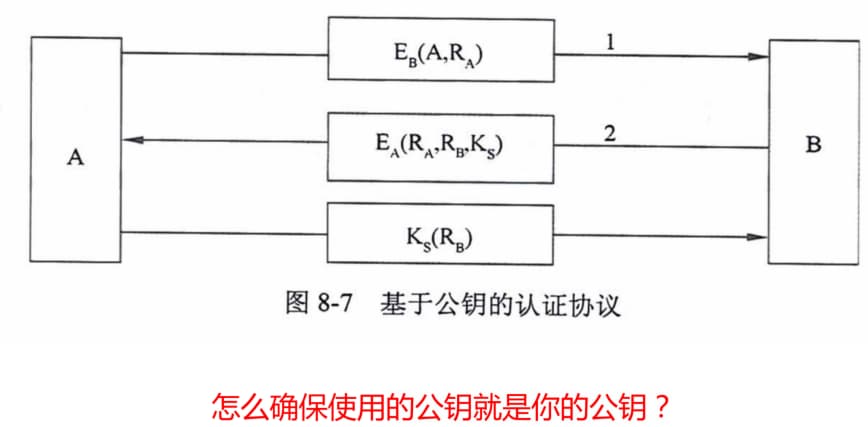 E_B(A,R_A)
1
A
E_A(R_A,R_B,K_S)
2
B
K_S(R_B)
图 8-7 基于公钥的认证协议
怎么确保使用的公钥就是你的公钥？